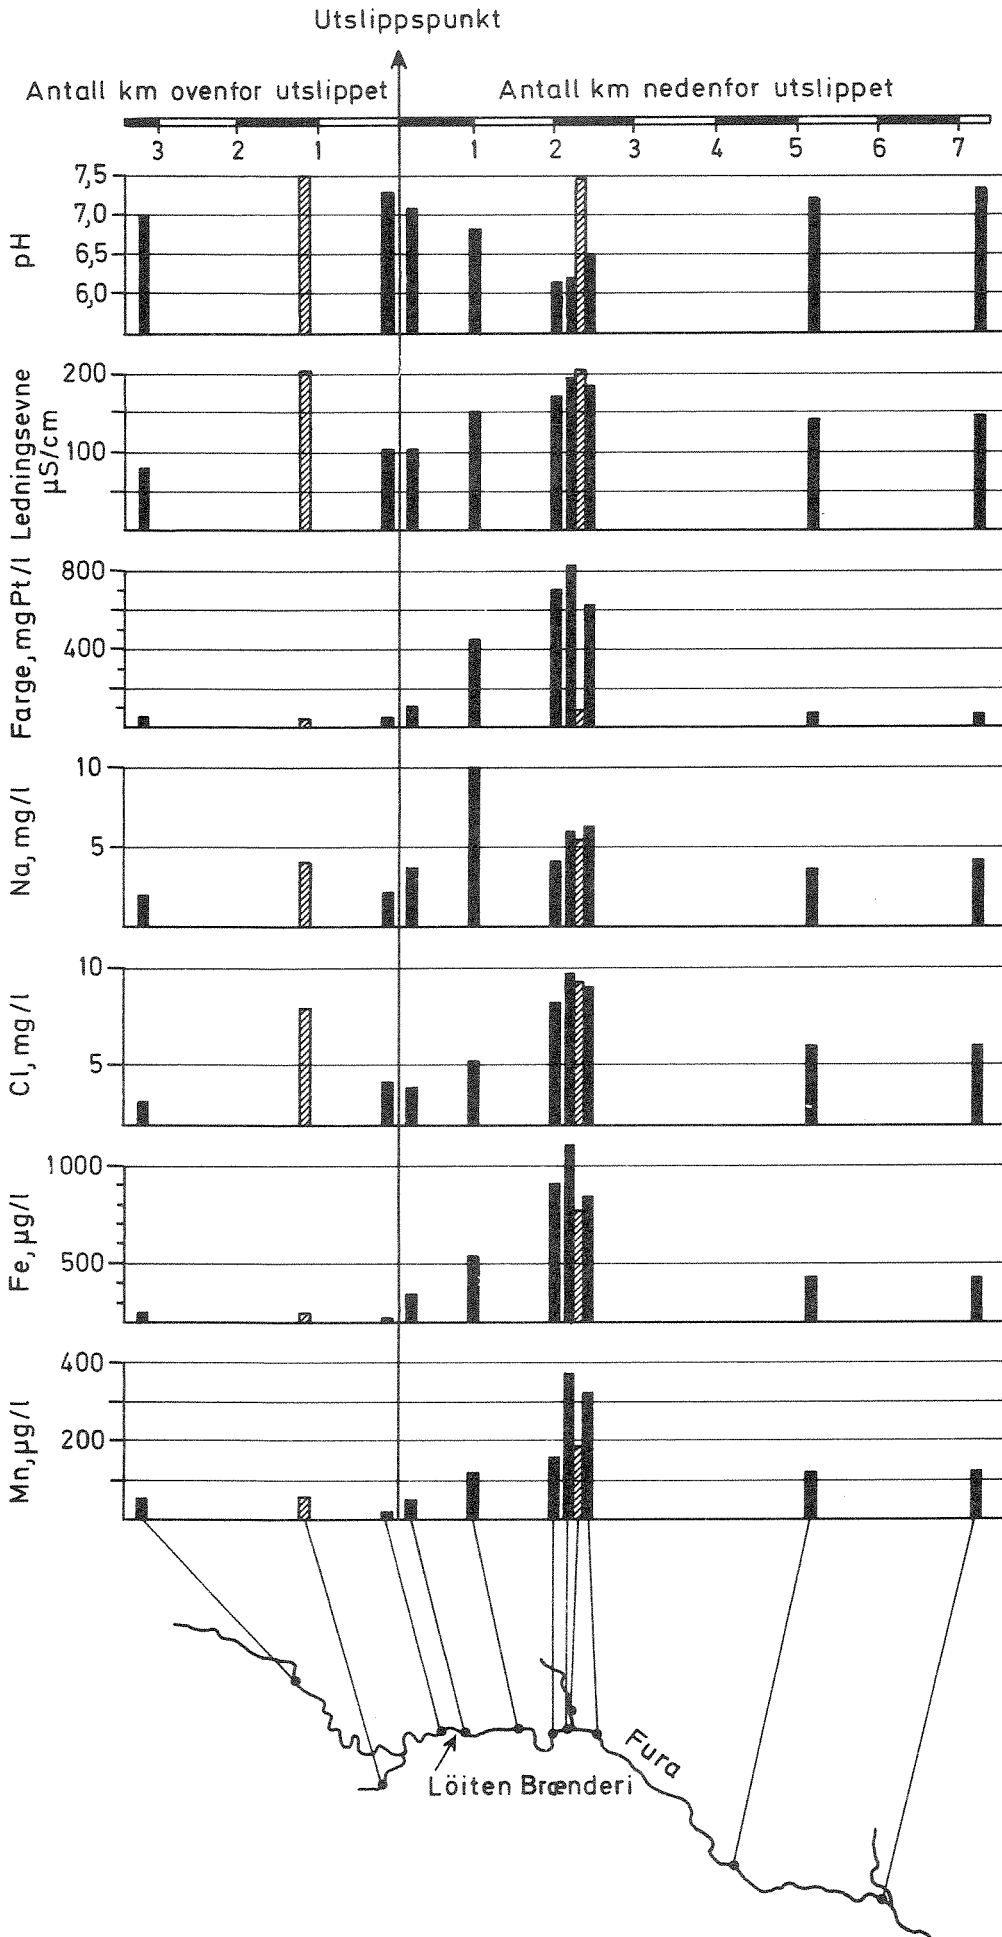 Utslippspunkt
Antall km ovenfor utslippet
Antall km nedenfor utslippet
3 2 1 1 2 3 4 5 6 7
pH
7,5
7,0
6,5
6,0
Ledningsevne
µS/cm
200
100
Farge, mg Pt/l
800
400
Na, mg/l
10
5
Cl, mg/l
10
5
Fe, µg/l
1000
500
Mn, µg/l
400
200
Fura
Löiten Brænderi